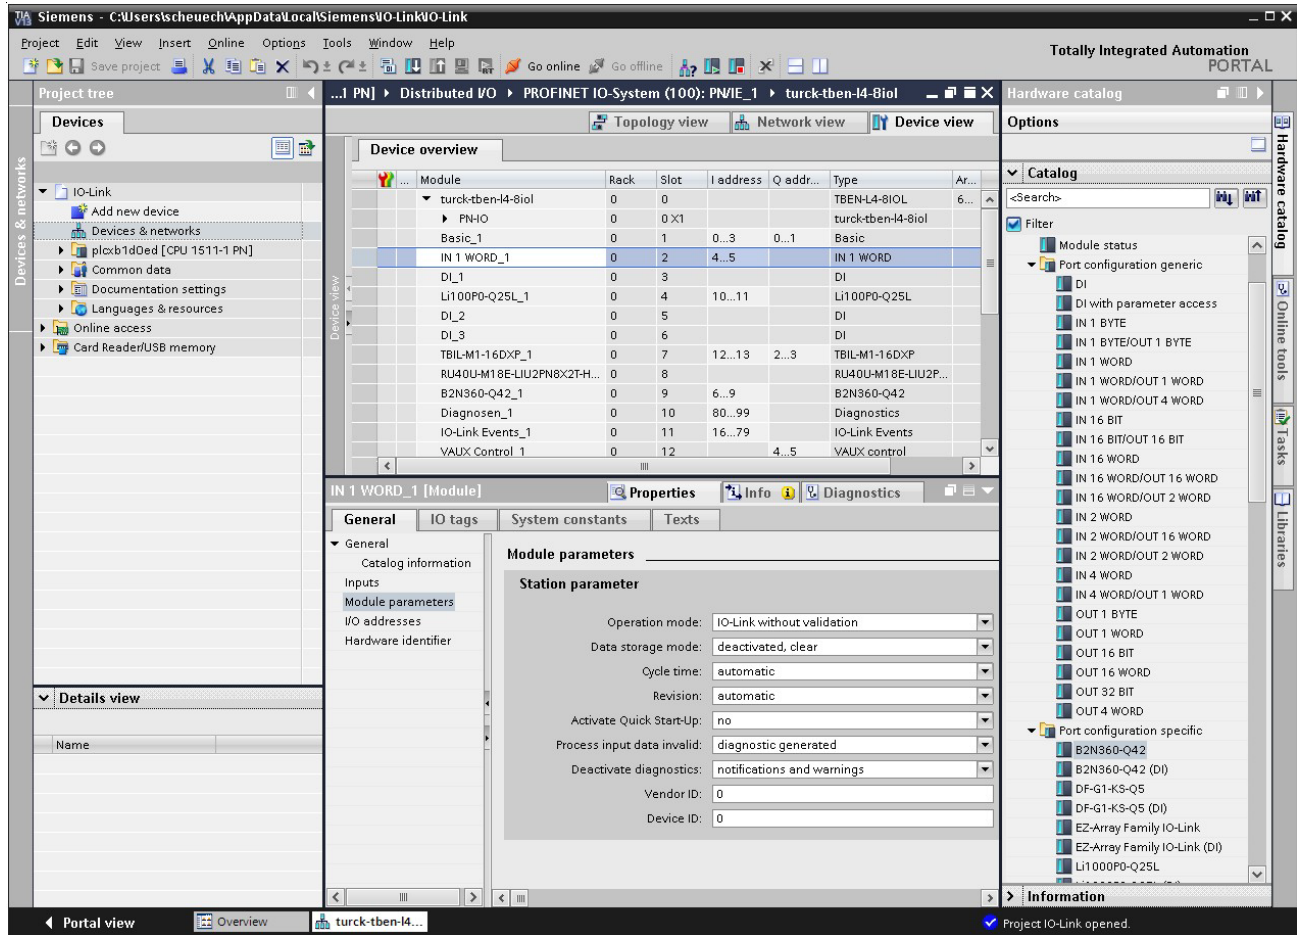 Siemens - C:\Users\scheuech\AppData\Local\Siemens\IO-Link\IO-Link
Project Edit View Insert Online Options Tools Window Help
Totally Integrated Automation
PORTAL
Save project Go online Go offline
Project tree
Devices
IO-Link
Add new device
Devices & networks
plcxb1d0ed [CPU 1511-1 PN]
Common data
Documentation settings
Languages & resources
Online access
Card Reader/USB memory
Details view
Name
Devices & networks
...1 PN] Distributed I/O PROFINET IO-System (100): PN/IE_1 turck-tben-l4-8iol
Topology view Network view Device view
Device overview
Device view
... Module Rack Slot I address Q addr... Type Ar...
turck-tben-l4-8iol 0 0 TBEN-L4-8IOL 6...
PN-IO 0 0 X1 turck-tben-l4-8iol
Basic_1 0 1 0...3 0...1 Basic
IN 1 WORD_1 0 2 4...5 IN 1 WORD
DI_1 0 3 DI
Li100P0-Q25L_1 0 4 10...11 Li100P0-Q25L
DI_2 0 5 DI
DI_3 0 6 DI
TBIL-M1-16DXP_1 0 7 12...13 2...3 TBIL-M1-16DXP
RU40U-M18E-LIU2PN8X2T-H... 0 8 RU40U-M18E-LIU2P...
B2N360-Q42_1 0 9 6...9 B2N360-Q42
Diagnosen_1 0 10 80...99 Diagnostics
IO-Link Events_1 0 11 16...79 IO-Link Events
VAUX Control_1 0 12 4...5 VAUX control
IN 1 WORD_1 [Module]
Properties Info Diagnostics
General IO tags System constants Texts
General
Catalog information
Inputs
Module parameters
I/O addresses
Hardware identifier
Module parameters
Station parameter
Operation mode: IO-Link without validation
Data storage mode: deactivated, clear
Cycle time: automatic
Revision: automatic
Activate Quick Start-Up: no
Process input data invalid: diagnostic generated
Deactivate diagnostics: notifications and warnings
Vendor ID: 0
Device ID: 0
Hardware catalog
Options
Catalog
<Search>
Filter
Module status
Port configuration generic
DI
DI with parameter access
IN 1 BYTE
IN 1 BYTE/OUT 1 BYTE
IN 1 WORD
IN 1 WORD/OUT 1 WORD
IN 1 WORD/OUT 4 WORD
IN 16 BIT
IN 16 BIT/OUT 16 BIT
IN 16 WORD
IN 16 WORD/OUT 16 WORD
IN 16 WORD/OUT 2 WORD
IN 2 WORD
IN 2 WORD/OUT 16 WORD
IN 2 WORD/OUT 2 WORD
IN 4 WORD
IN 4 WORD/OUT 1 WORD
OUT 1 BYTE
OUT 1 WORD
OUT 16 BIT
OUT 16 WORD
OUT 32 BIT
OUT 4 WORD
Port configuration specific
B2N360-Q42
B2N360-Q42 (DI)
DF-G1-KS-Q5
DF-G1-KS-Q5 (DI)
EZ-Array Family IO-Link
EZ-Array Family IO-Link (DI)
Li1000P0-Q25L
Information
Hardware catalog
Online tools
Tasks
Libraries
Portal view Overview turck-tben-l4...
Project IO-Link opened.